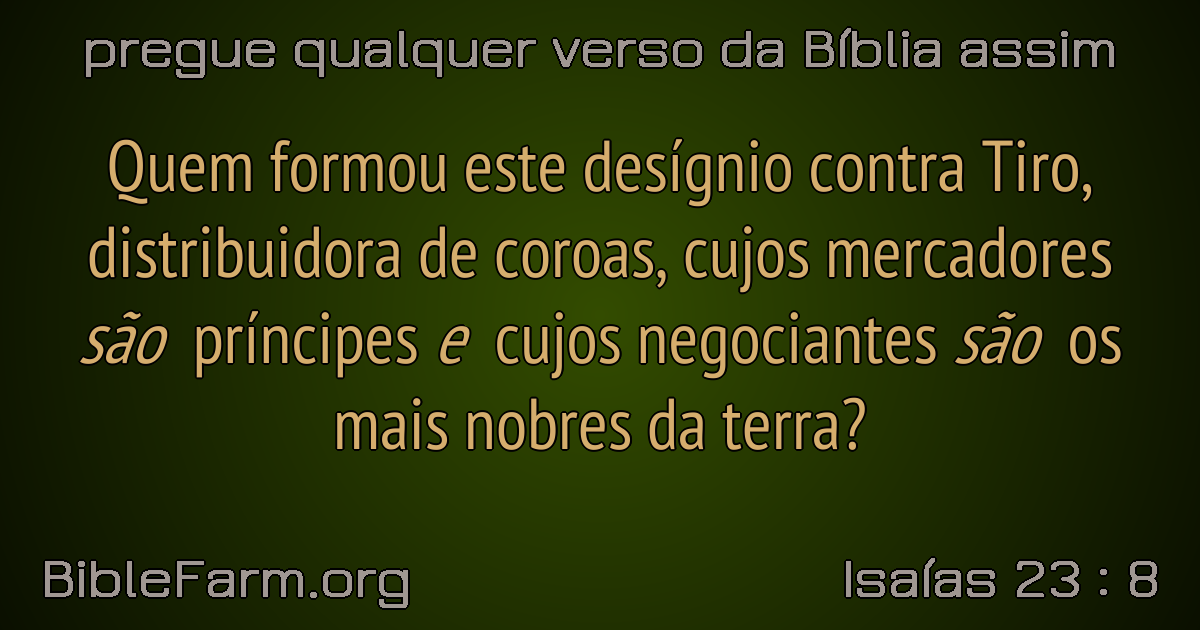 pregue qualquer verso da Bíblia assim
Quem formou este desígnio contra Tiro,
distribuidora de coroas, cujos mercadores
são príncipes e cujos negociantes são os
mais nobres da terra?
BibleFarm.org
Isaías 23 : 8